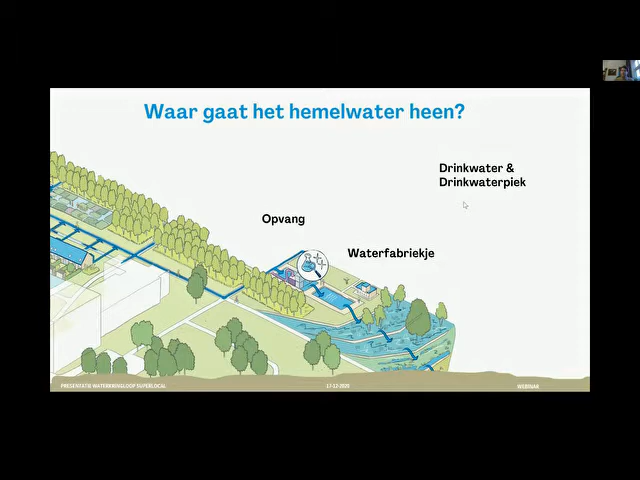 Waar gaat het hemelwater heen?
Drinkwater &
Drinkwaterpiek
Opvang
Waterfabriekje
PRESENTATIE WATERKRINGLOOP SUPERLOCAL
17-12-2020
WEBINAR